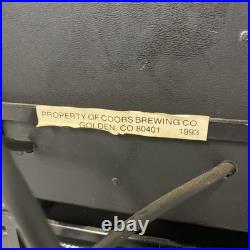 PROPERTY OF COORS BREWING CO.
GOLDEN, CO 80401 1993